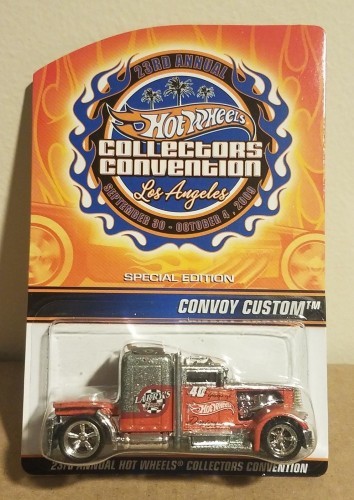 23RD ANNUAL
Hot Wheels
COLLECTORS
CONVENTION
Los Angeles
SEPTEMBER 30 - OCTOBER 4, 2009
SPECIAL EDITION
CONVOY CUSTOM™
LARRY'S
40
Hot Wheels
23RD ANNUAL HOT WHEELS® COLLECTORS CONVENTION